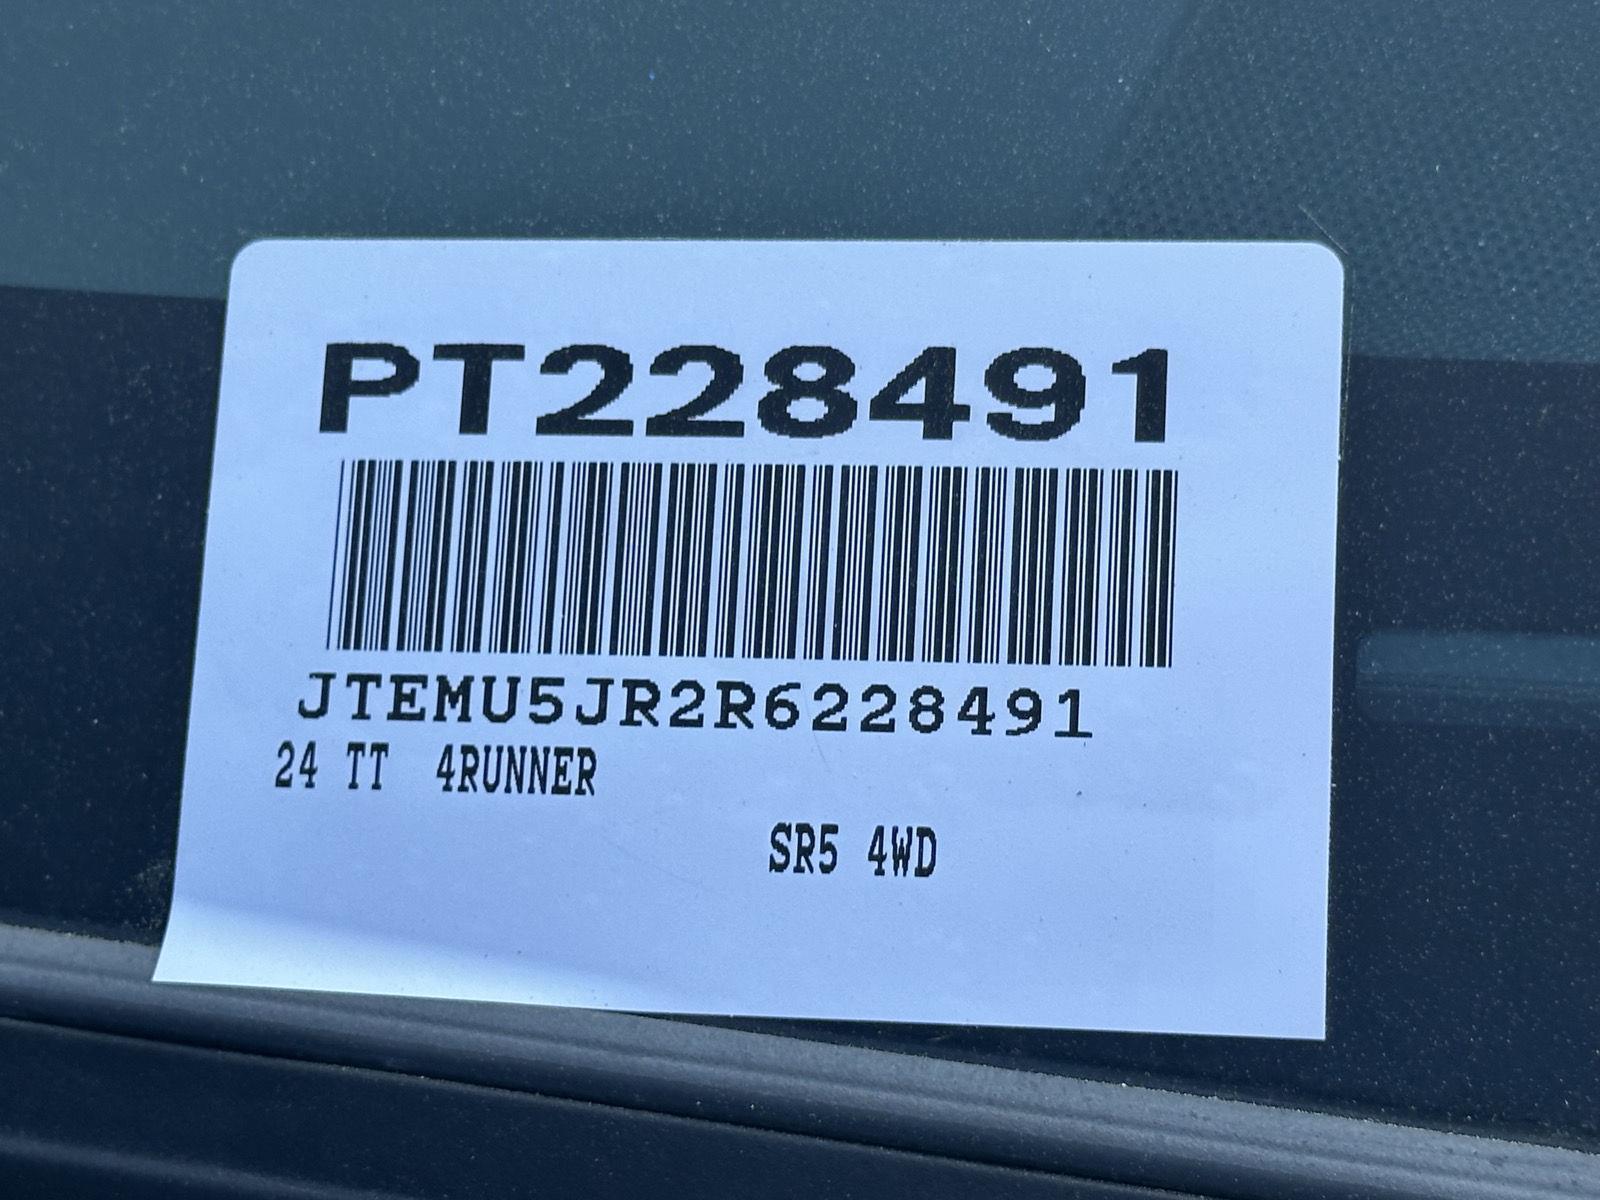 PT228491
JTEMU5JR2R6228491
24 TT 4RUNNER
SR5 4WD